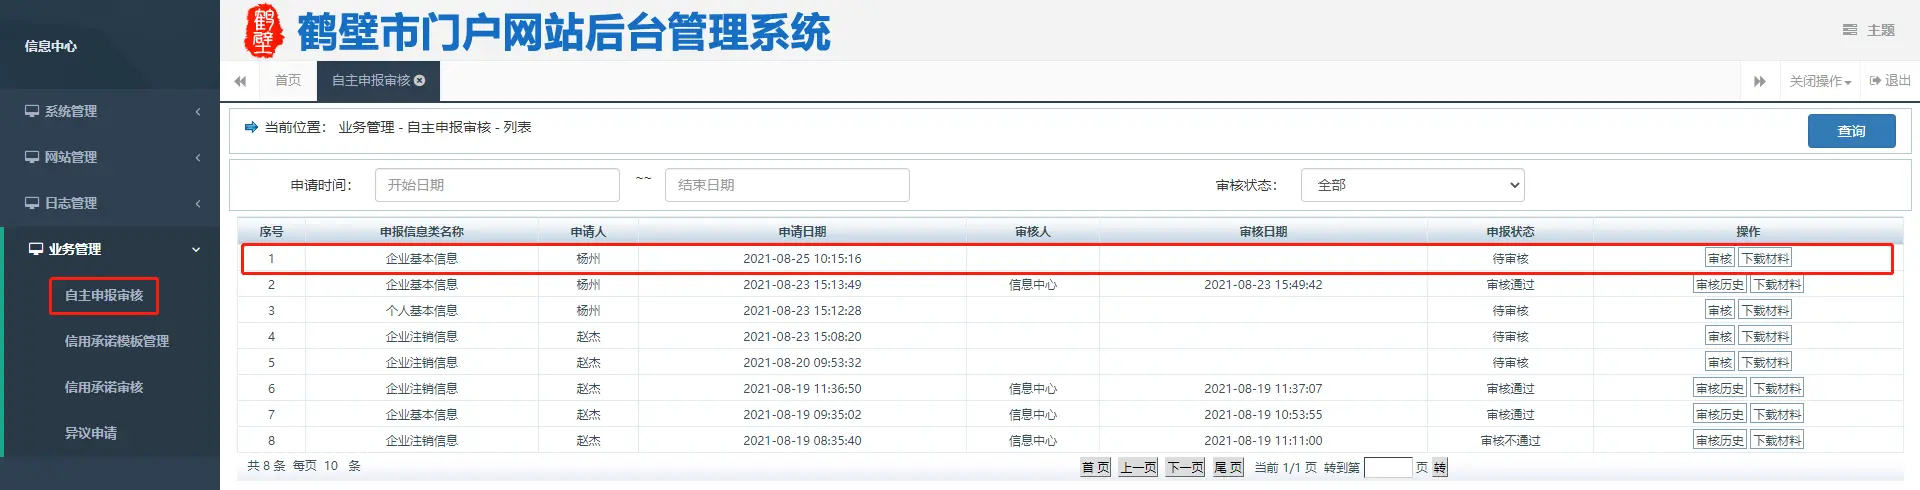 信息中心
鹤壁
鹤壁市门户网站后台管理系统
主题
首页
自主申报审核
关闭操作
退出
系统管理
网站管理
日志管理
业务管理
自主申报审核
信用承诺模板管理
信用承诺审核
异议申请
当前位置： 业务管理 - 自主申报审核 - 列表
查询
申请时间： 开始日期 ~~ 结束日期 审核状态： 全部
序号 申报信息类名称 申请人 申请日期 审核人 审核日期 申报状态 操作
1 企业基本信息 杨州 2021-08-25 10:15:16 待审核 审核 下载材料
2 企业基本信息 杨州 2021-08-23 15:13:49 信息中心 2021-08-23 15:49:42 审核通过 审核历史 下载材料
3 个人基本信息 杨州 2021-08-23 15:12:28 待审核 审核 下载材料
4 企业注销信息 赵杰 2021-08-23 15:08:20 待审核 审核 下载材料
5 企业注销信息 赵杰 2021-08-20 09:53:32 待审核 审核 下载材料
6 企业注销信息 赵杰 2021-08-19 11:36:50 信息中心 2021-08-19 11:37:07 审核通过 审核历史 下载材料
7 企业基本信息 赵杰 2021-08-19 09:35:02 信息中心 2021-08-19 10:53:55 审核通过 审核历史 下载材料
8 企业注销信息 赵杰 2021-08-19 08:35:40 信息中心 2021-08-19 11:11:00 审核不通过 审核历史 下载材料
共 8 条 每页 10 条 首 页 上一页 下一页 尾 页 当前 1/1 页 转到第 页 转